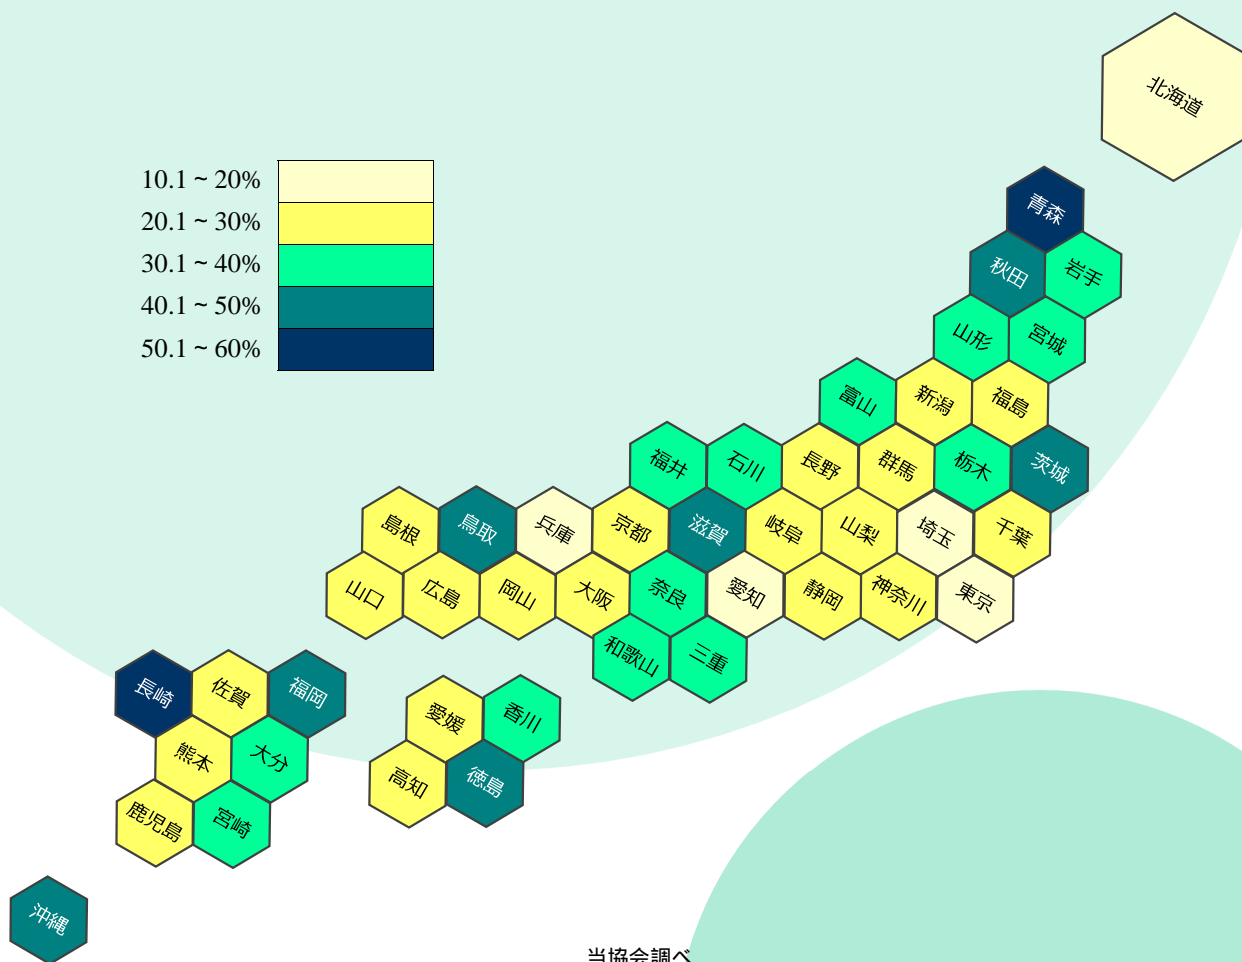 北海道
10.1 ~ 20%
20.1 ~ 30%
30.1 ~ 40%
40.1 ~ 50%
50.1 ~ 60%
青森
秋田 岩手
山形 宮城
富山 新潟 福島
福井 石川 長野 群馬 栃木 茨城
島根 鳥取 兵庫 京都 滋賀 岐阜 山梨 埼玉 千葉
山口 広島 岡山 大阪 奈良 愛知 静岡 神奈川 東京
和歌山 三重
長崎 佐賀 福岡
愛媛 香川
熊本 大分
高知 徳島
鹿児島 宮崎
沖縄
当協会調べ